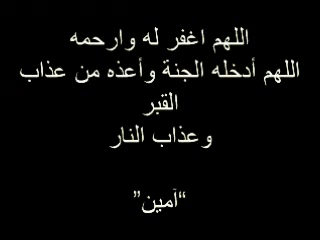 اللهم اغفر له وارحمه
اللهم أدخله الجنة وأعذه من عذاب
القبر
وعذاب النار
“آمين”